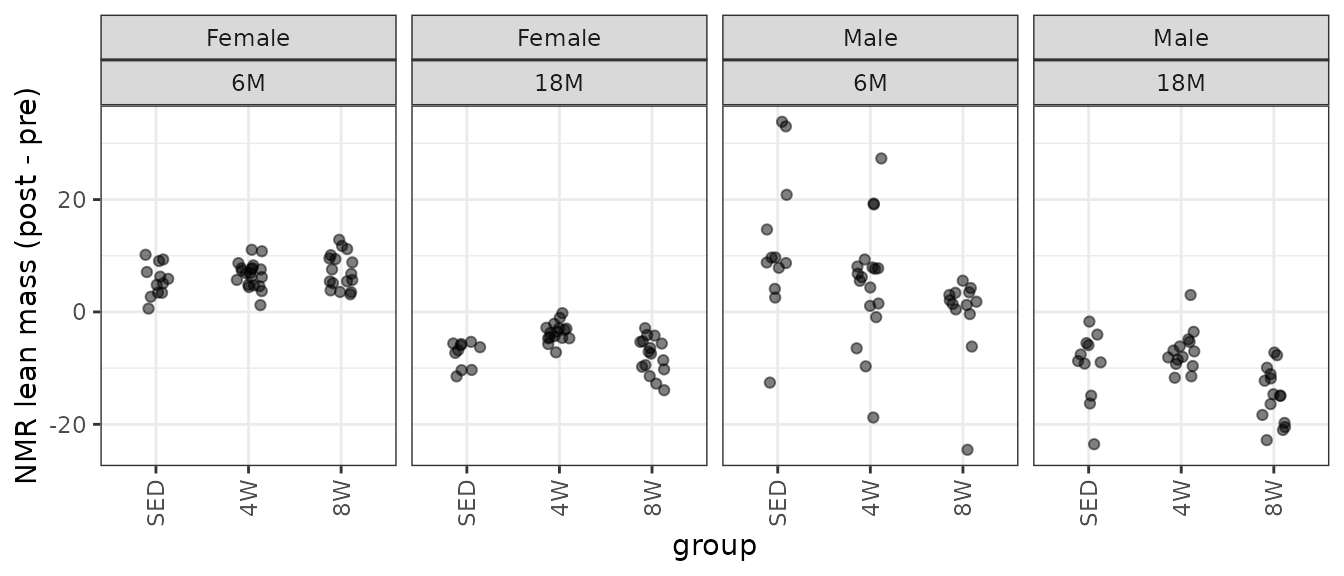 Female Female Male Male
6M 18M 6M 18M
NMR lean mass (post - pre)
20
0
-20
SED 4W 8W SED 4W 8W SED 4W 8W SED 4W 8W
group